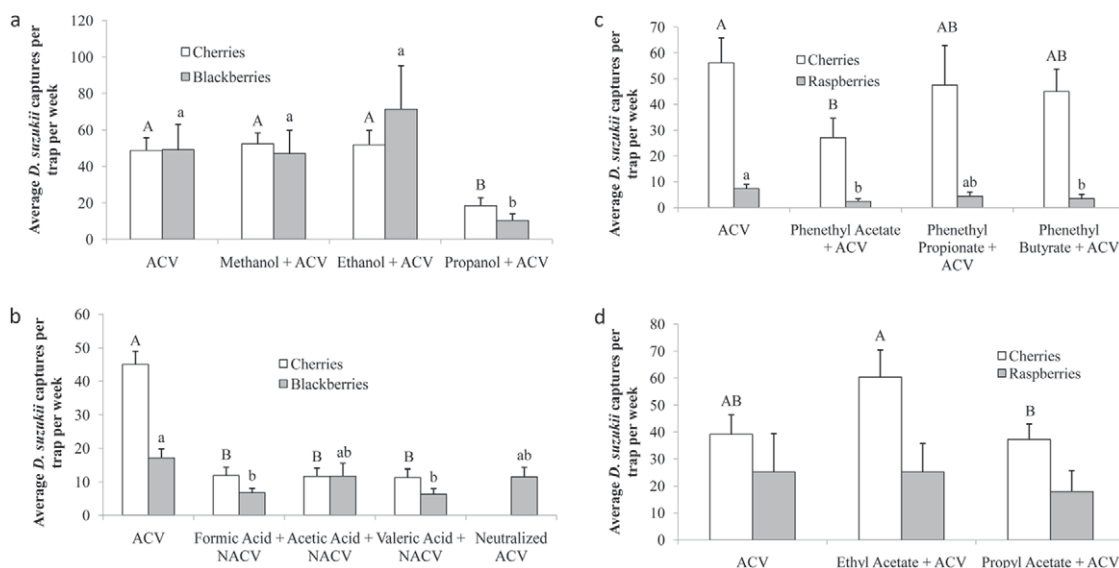 a
Average D. suzukii captures per
trap per week
120
100
80
60
40
20
0
Cherries
Blackberries
A
a
A
a
A
a
B
b
ACV
Methanol + ACV
Ethanol + ACV
Propanol + ACV
b
Average D. suzukii captures per
trap per week
60
50
40
30
20
10
0
Cherries
Blackberries
A
a
B
b
B
ab
B
b
ab
ACV
Formic Acid +
NACV
Acetic Acid +
NACV
Valeric Acid +
NACV
Neutralized
ACV
c
Average D. suzukii captures per
trap per week
70
60
50
40
30
20
10
0
Cherries
Raspberries
A
a
B
b
AB
ab
AB
b
ACV
Phenethyl Acetate
+ ACV
Phenethyl
Propionate +
ACV
Phenethyl
Butyrate + ACV
d
Average D. suzukii captures per
trap per week
80
70
60
50
40
30
20
10
0
Cherries
Raspberries
AB
A
B
ACV
Ethyl Acetate + ACV
Propyl Acetate + ACV